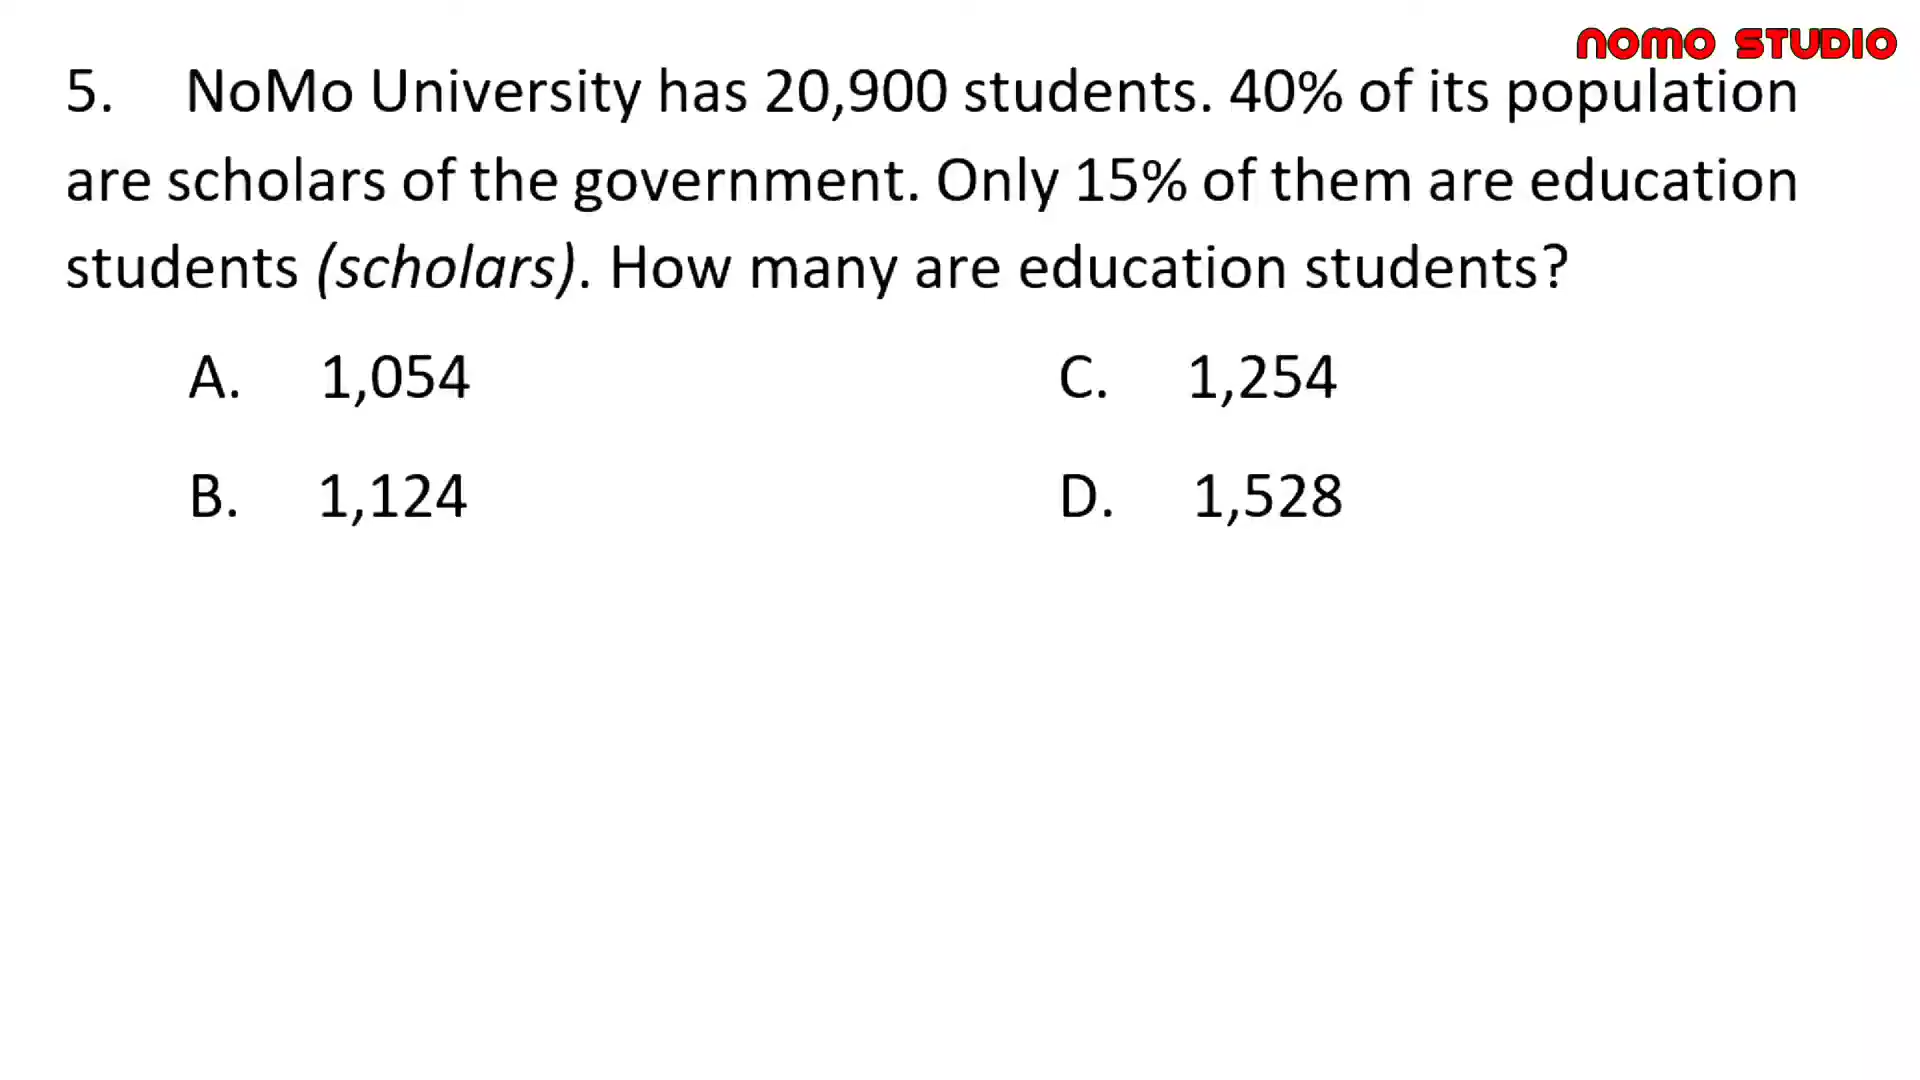 NOMO STUDIO
5. NoMo University has 20,900 students. 40% of its population
are scholars of the government. Only 15% of them are education
students (scholars). How many are education students?
A. 1,054
C. 1,254
B. 1,124
D. 1,528